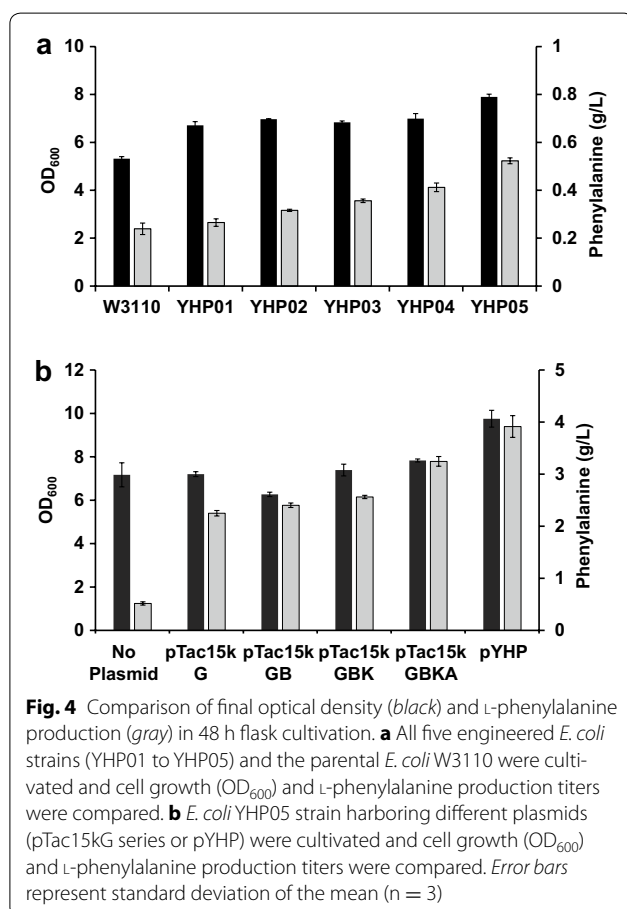 a
10
8
6
4
2
0
OD600
1
0.8
0.6
0.4
0.2
0
Phenylalanine (g/L)
W3110 YHP01 YHP02 YHP03 YHP04 YHP05
b
12
10
8
6
4
2
0
OD600
5
4
3
2
1
0
Phenylalanine (g/L)
No pTac15k pTac15k pTac15k pTac15k pYHP
Plasmid G GB GBK GBKA
Fig. 4 Comparison of final optical density (black) and L-phenylalanine
production (gray) in 48 h flask cultivation. a All five engineered E. coli
strains (YHP01 to YHP05) and the parental E. coli W3110 were culti-
vated and cell growth (OD600) and L-phenylalanine production titers
were compared. b E. coli YHP05 strain harboring different plasmids
(pTac15kG series or pYHP) were cultivated and cell growth (OD600)
and L-phenylalanine production titers were compared. Error bars
represent standard deviation of the mean (n = 3)